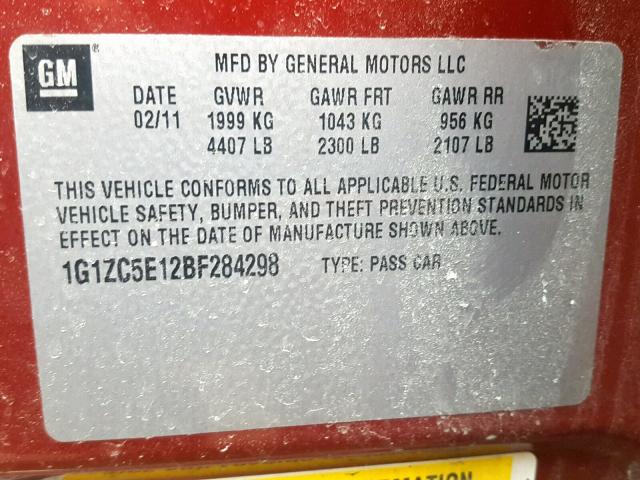 GM ®
MFD BY GENERAL MOTORS LLC
DATE GVWR GAWR FRT GAWR RR
02/11 1999 KG 1043 KG 956 KG
4407 LB 2300 LB 2107 LB
THIS VEHICLE CONFORMS TO ALL APPLICABLE U.S. FEDERAL MOTOR
VEHICLE SAFETY, BUMPER, AND THEFT PREVENTION STANDARDS IN
EFFECT ON THE DATE OF MANUFACTURE SHOWN ABOVE.
1G1ZC5E12BF284298 TYPE: PASS CAR